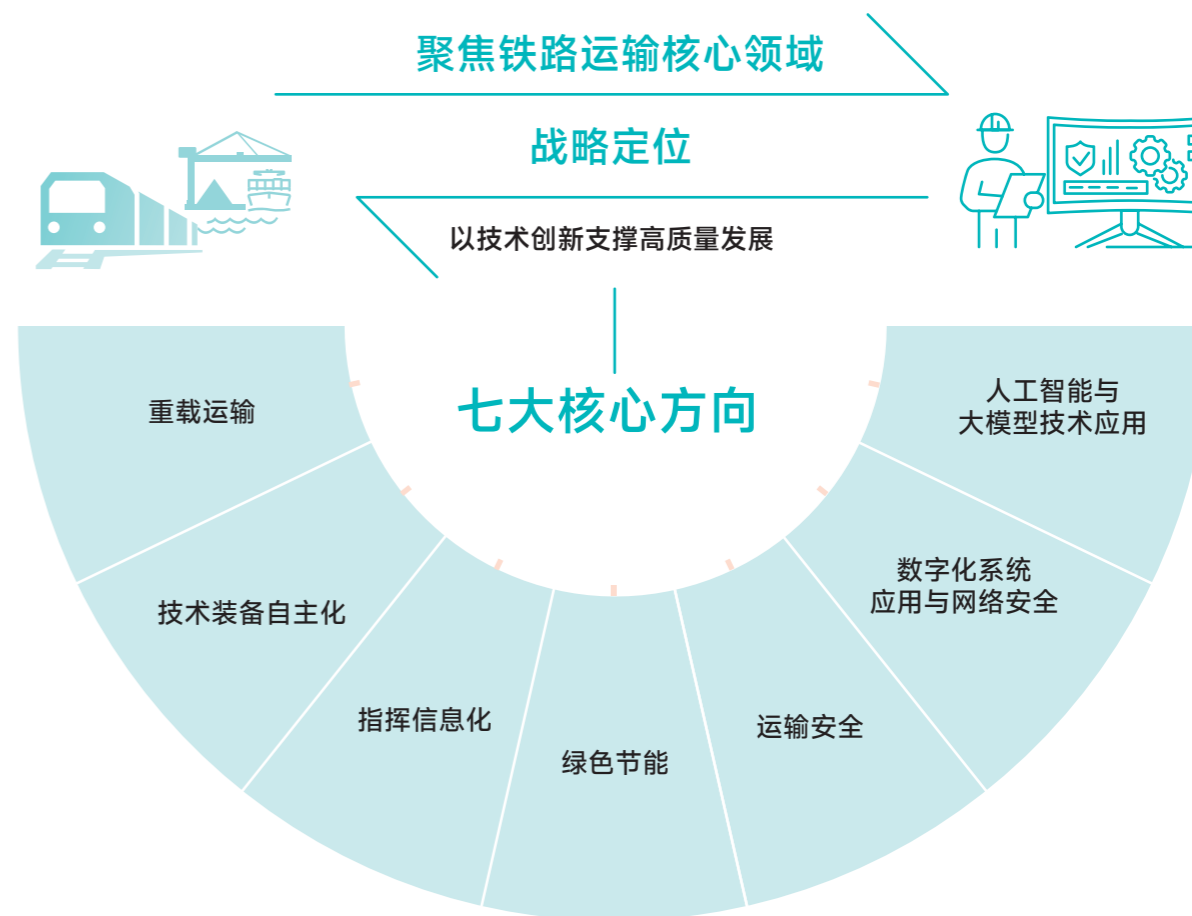 聚焦铁路运输核心领域
战略定位
以技术创新支撑高质量发展
七大核心方向
重载运输
技术装备自主化
指挥信息化
绿色节能
运输安全
数字化系统
应用与网络安全
人工智能与
大模型技术应用